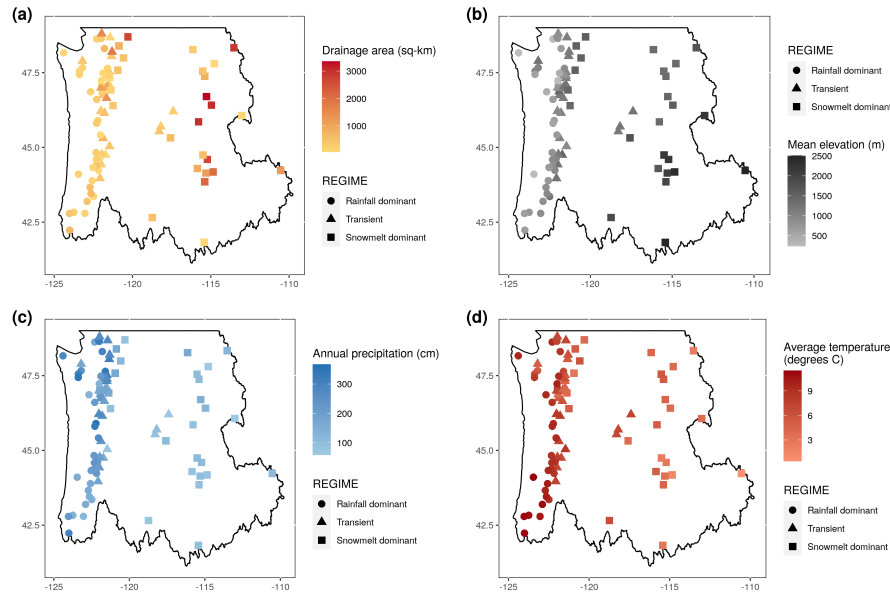 (a)
47.5
45.0
42.5
-125
-120
-115
-110
Drainage area (sq-km)
3000
2000
1000
REGIME
Rainfall dominant
Transient
Snowmelt dominant
(b)
47.5
45.0
42.5
-125
-120
-115
-110
REGIME
Rainfall dominant
Transient
Snowmelt dominant
Mean elevation (m)
2500
2000
1500
1000
500
(c)
47.5
45.0
42.5
-125
-120
-115
-110
Annual precipitation (cm)
300
200
100
REGIME
Rainfall dominant
Transient
Snowmelt dominant
(d)
47.5
45.0
42.5
-125
-120
-115
-110
Average temperature
(degrees C)
9
6
3
REGIME
Rainfall dominant
Transient
Snowmelt dominant